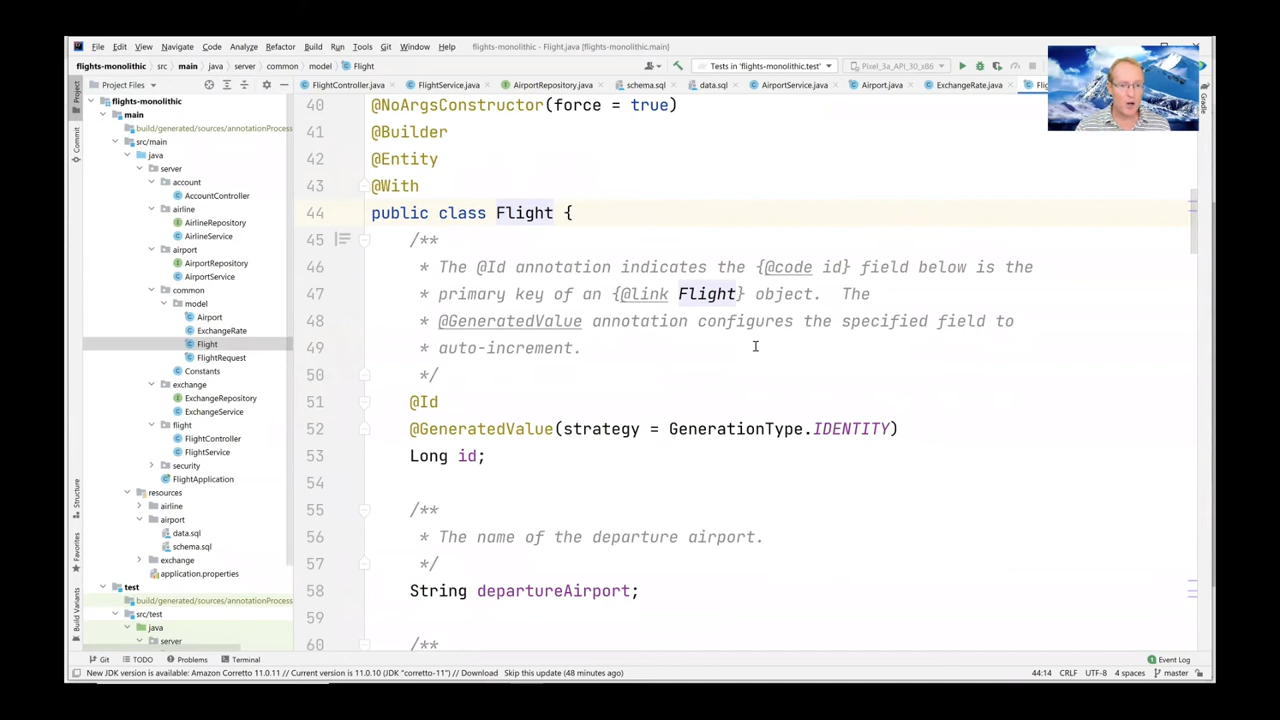 File Edit View Navigate Code Analyze Refactor Build Run Tools Git Window Help flights-monolithic - Flight.java [flights-monolithic.main]
flights-monolithic src main java server common model Flight Tests in 'flights-monolithic.test' Pixel_3a_API_30_x86
Project Files FlightController.java FlightService.java AirportRepository.java schema.sql data.sql AirportService.java Airport.java ExchangeRate.java
Project
Commit
Structure
Favorites
Build Variants
Gradle
flights-monolithic
main
build/generated/sources/annotationProcess
src/main
java
server
account
AccountController
airline
AirlineRepository
AirlineService
airport
AirportRepository
AirportService
common
model
Airport
ExchangeRate
Flight
FlightRequest
Constants
exchange
ExchangeRepository
ExchangeService
flight
FlightController
FlightService
security
FlightApplication
resources
airline
airport
data.sql
schema.sql
exchange
application.properties
test
build/generated/sources/annotationProcess
src/test
java
server
40 @NoArgsConstructor(force = true)
41 @Builder
42 @Entity
43 @With
44 public class Flight {
45 /**
46 * The @Id annotation indicates the {@code id} field below is the
47 * primary key of an {@link Flight} object. The
48 * @GeneratedValue annotation configures the specified field to
49 * auto-increment.
50 */
51 @Id
52 @GeneratedValue(strategy = GenerationType.IDENTITY)
53 Long id;
54
55 /**
56 * The name of the departure airport.
57 */
58 String departureAirport;
59
60 /**
Git TODO Problems Terminal Event Log
New JDK version is available: Amazon Corretto 11.0.11 // Current version is 11.0.10 (JDK "corretto-11") // Download Skip this update (48 minutes ago) 44:14 CRLF UTF-8 4 spaces master